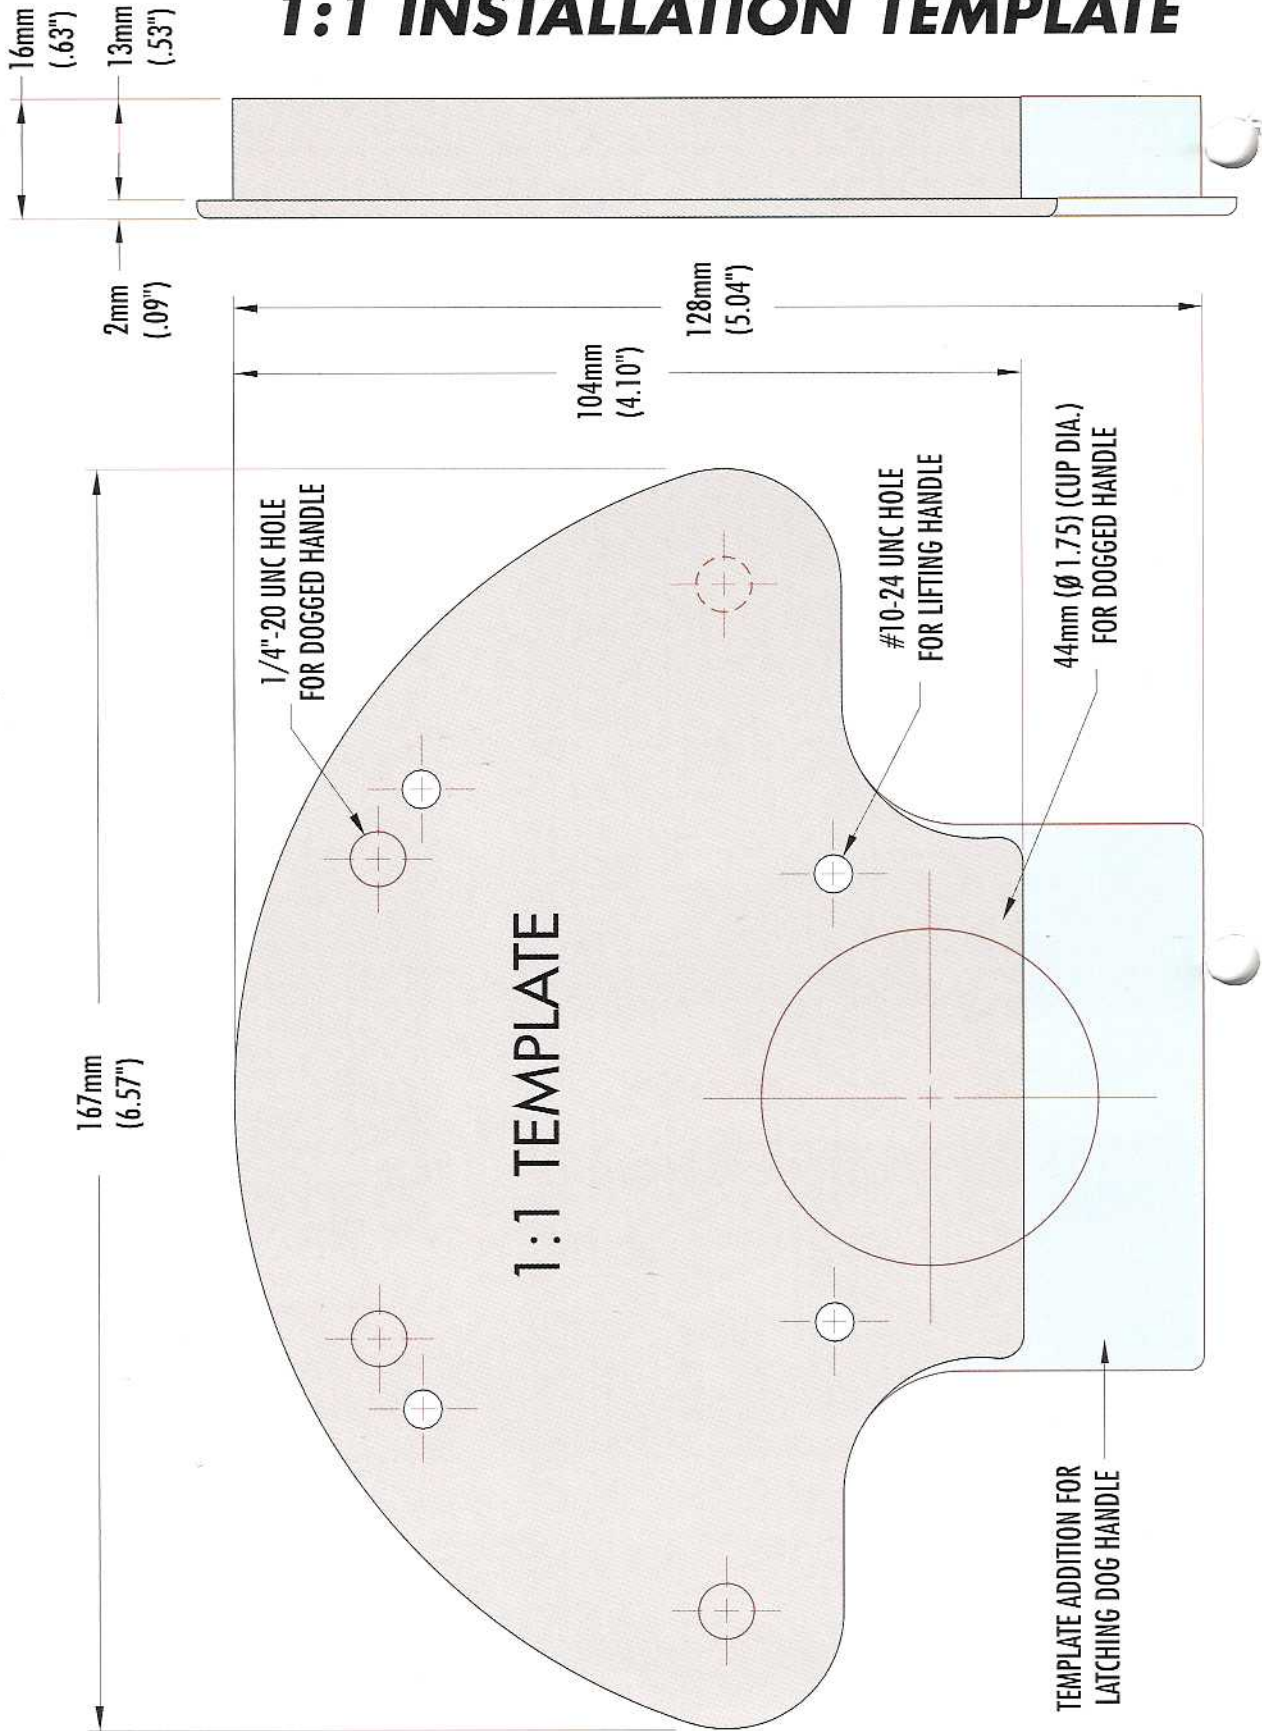 1:1 INSTALLATION TEMPLATE
16mm
(.63")
13mm
(.53")
2mm
(.09")
128mm
(5.04")
104mm
(4.10")
167mm
(6.57")
1/4"-20 UNC HOLE
FOR DOGGED HANDLE
#10-24 UNC HOLE
FOR LIFTING HANDLE
44mm (Ø 1.75) (CUP DIA.)
FOR DOGGED HANDLE
1:1 TEMPLATE
TEMPLATE ADDITION FOR
LATCHING DOG HANDLE